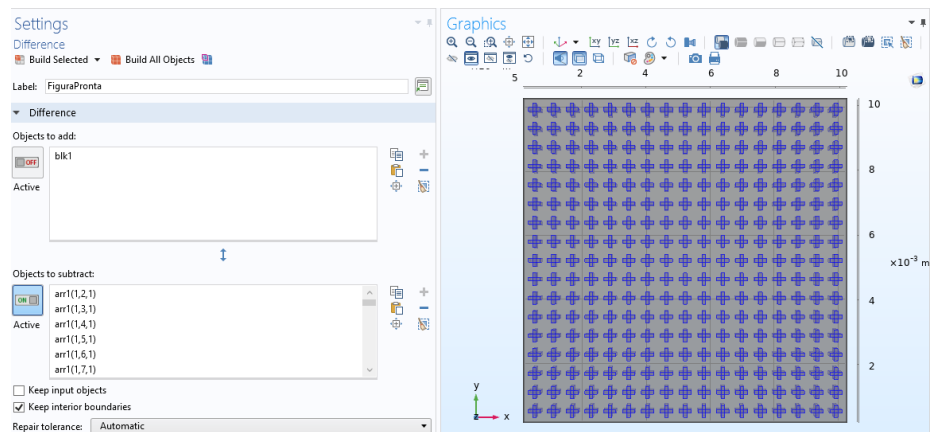 Settings
Difference
Build Selected
Build All Objects
Label: FiguraPronta
Difference
Objects to add:
OFF
blk1
Active
Objects to subtract:
ON
arr1(1,2,1)
arr1(1,3,1)
Active
arr1(1,4,1)
arr1(1,5,1)
arr1(1,6,1)
arr1(1,7,1)
Keep input objects
Keep interior boundaries
Repair tolerance: Automatic
Graphics
xy yz xz
5 2 4 6 8 10
10
8
6
×10⁻³ m
4
2
y
z x